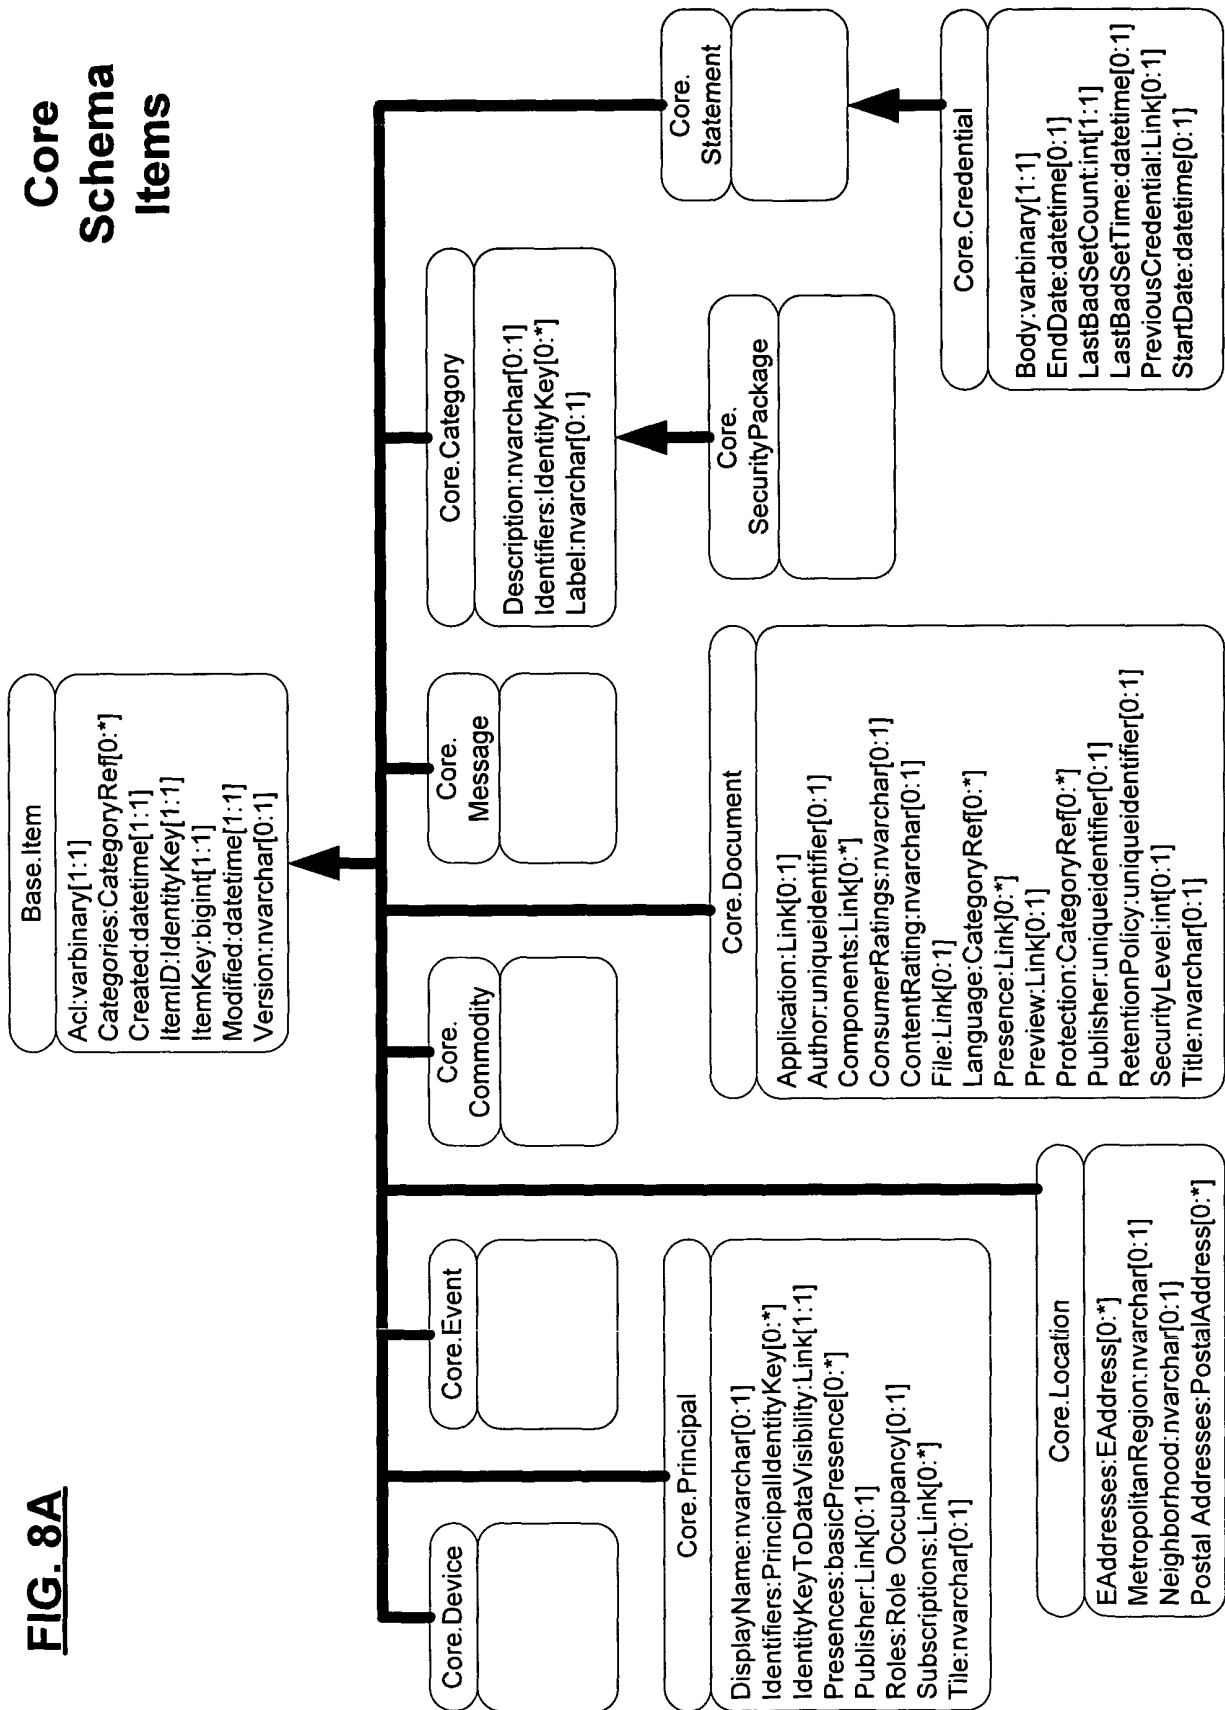 FIG. 8A
Core
Schema
Items
Base.Item
Acl:varbinary[1:1]
Categories:CategoryRef[0:*]
Created:datetime[1:1]
ItemID:IdentityKey[1:1]
ItemKey:bigint[1:1]
Modified:datetime[1:1]
Version:nvarchar[0:1]
Core.Device
Core.Event
Core.
Commodity
Core.
Message
Core.Category
Description:nvarchar[0:1]
Identifiers:IdentityKey[0:*]
Label:nvarchar[0:1]
Core.
Statement
Core.Principal
DisplayName:nvarchar[0:1]
Identifiers:PrincipalIdentityKey[0:*]
IdentityKeyToDataVisibility:Link[1:1]
Presences:basicPresence[0:*]
Publisher:Link[0:1]
Roles:Role Occupancy[0:1]
Subscriptions:Link[0:*]
Tile:nvarchar[0:1]
Core.Document
Application:Link[0:1]
Author:uniqueidentifier[0:1]
Components:Link[0:*]
ConsumerRatings:nvarchar[0:1]
ContentRating:nvarchar[0:1]
File:Link[0:1]
Language:CategoryRef[0:*]
Presence:Link]0:*]
Preview:Link[0:1]
Protection:CategoryRef[0:*]
Publisher:uniqueidentifier[0:1]
RetentionPolicy:uniqueidentifier[0:1]
SecurityLevel:int[0:1]
Title:nvarchar[0:1]
Core.
SecurityPackage
Core.Credential
Body:varbinary[1:1]
EndDate:datetime[0:1]
LastBadSetCount:int[1:1]
LastBadSetTime:datetime[0:1]
PreviousCredential:Link[0:1]
StartDate:datetime[0:1]
Core.Location
EAddresses:EAddress[0:*]
MetropolitanRegion:nvarchar[0:1]
Neighborhood:nvarchar[0:1]
Postal Addresses:PostalAddress[0:*]